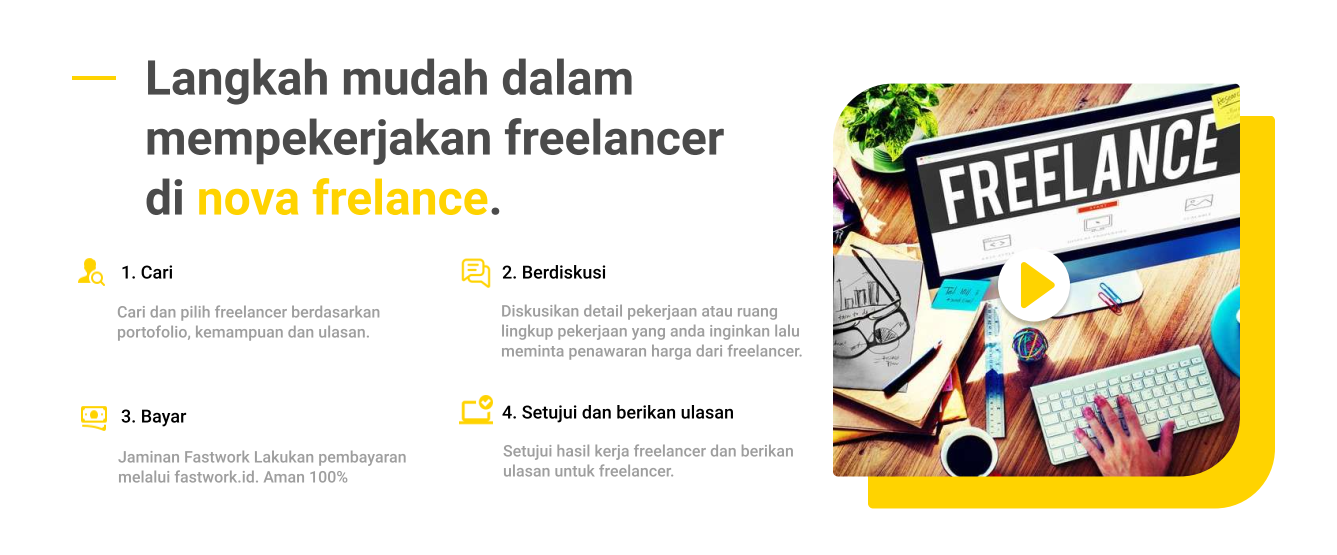 Langkah mudah dalam
mempekerjakan freelancer
di nova frelance.
1. Cari
Cari dan pilih freelancer berdasarkan
portofolio, kemampuan dan ulasan.
2. Berdiskusi
Diskusikan detail pekerjaan atau ruang
lingkup pekerjaan yang anda inginkan lalu
meminta penawaran harga dari freelancer.
3. Bayar
Jaminan Fastwork Lakukan pembayaran
melalui fastwork.id. Aman 100%
4. Setujui dan berikan ulasan
Setujui hasil kerja freelancer dan berikan
ulasan untuk freelancer.
FREELANCE